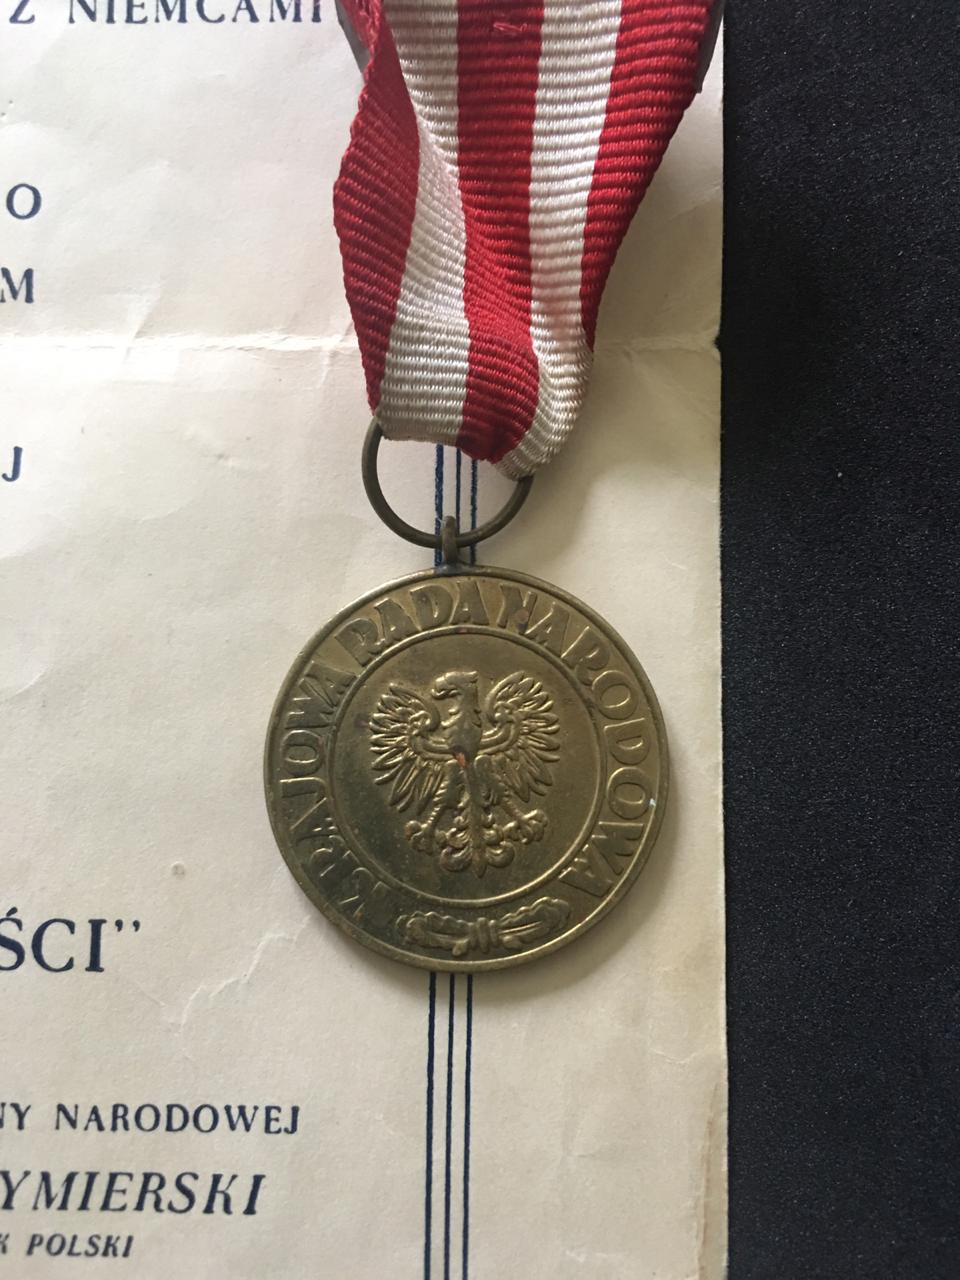 Z NIEMCAMI
O
M
J
KRAJOWA RADA NARODOWA
ŚCI"
NY NARODOWEJ
YMIERSKI
K POLSKI